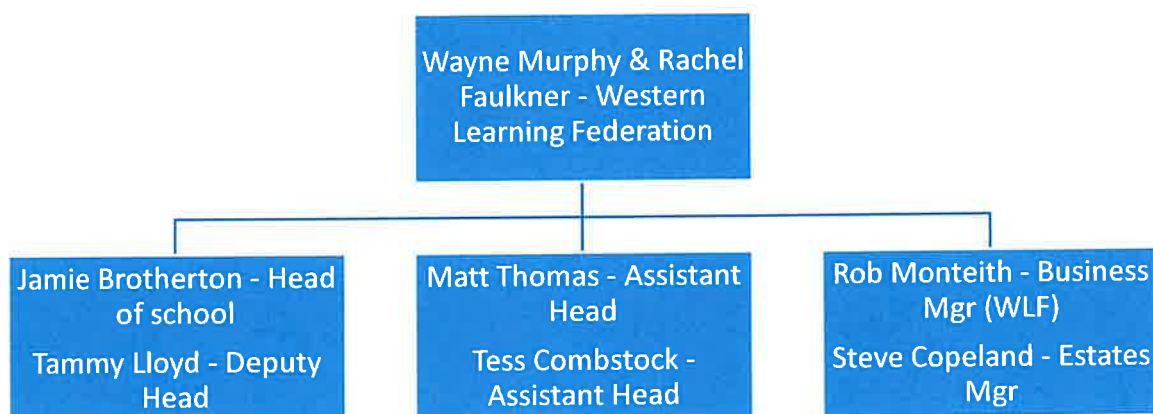 Wayne Murphy & Rachel
Faulkner - Western
Learning Federation
Jamie Brotherton - Head
of school
Tammy Lloyd - Deputy
Head
Matt Thomas - Assistant
Head
Tess Combstock -
Assistant Head
Rob Monteith - Business
Mgr (WLF)
Steve Copeland - Estates
Mgr